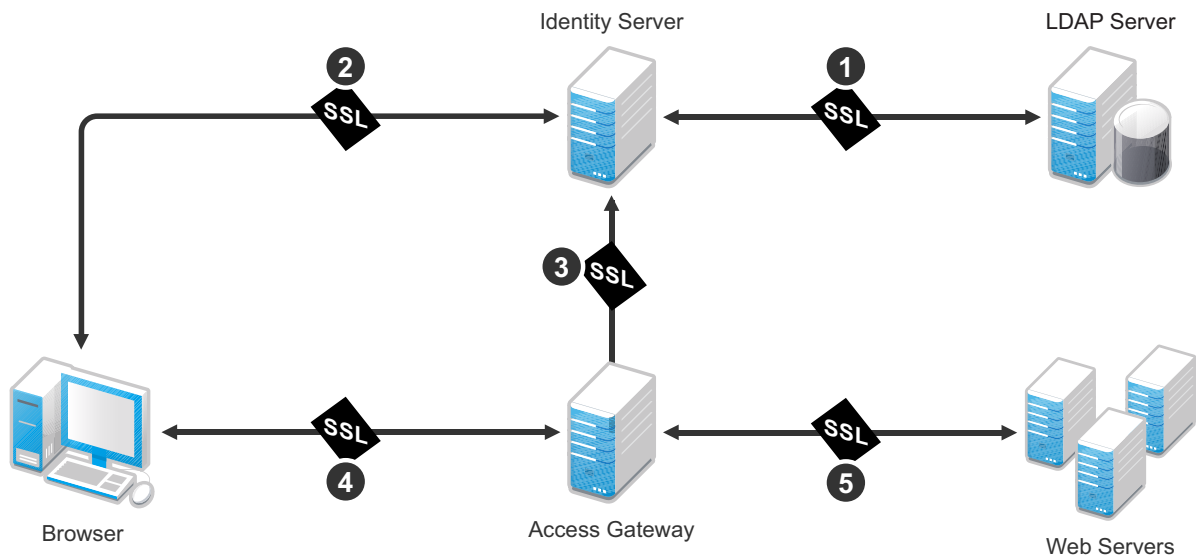 Identity Server
LDAP Server
2
1
SSL
SSL
3
SSL
SSL
SSL
4
5
Browser
Access Gateway
Web Servers